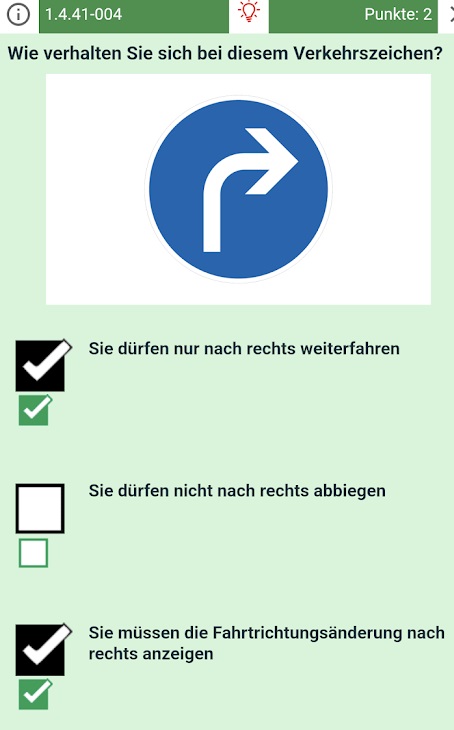 1.4.41-004
Punkte: 2
Wie verhalten Sie sich bei diesem Verkehrszeichen?
Sie dürfen nur nach rechts weiterfahren
Sie dürfen nicht nach rechts abbiegen
Sie müssen die Fahrtrichtungsänderung nach
rechts anzeigen